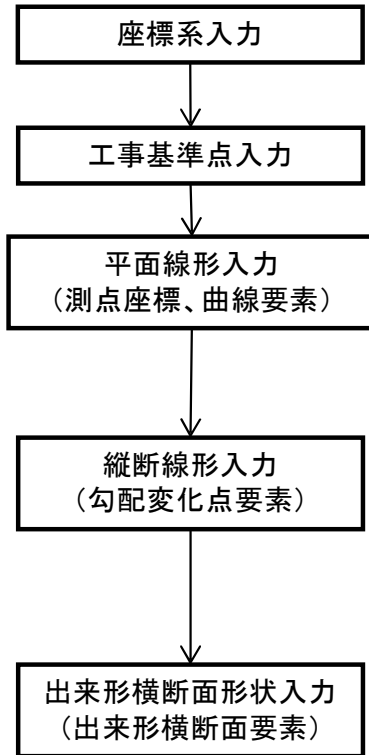 座標系入力
工事基準点入力
平面線形入力
（測点座標、曲線要素）
縦断線形入力
（勾配変化点要素）
出来形横断面形状入力
（出来形横断面要素）